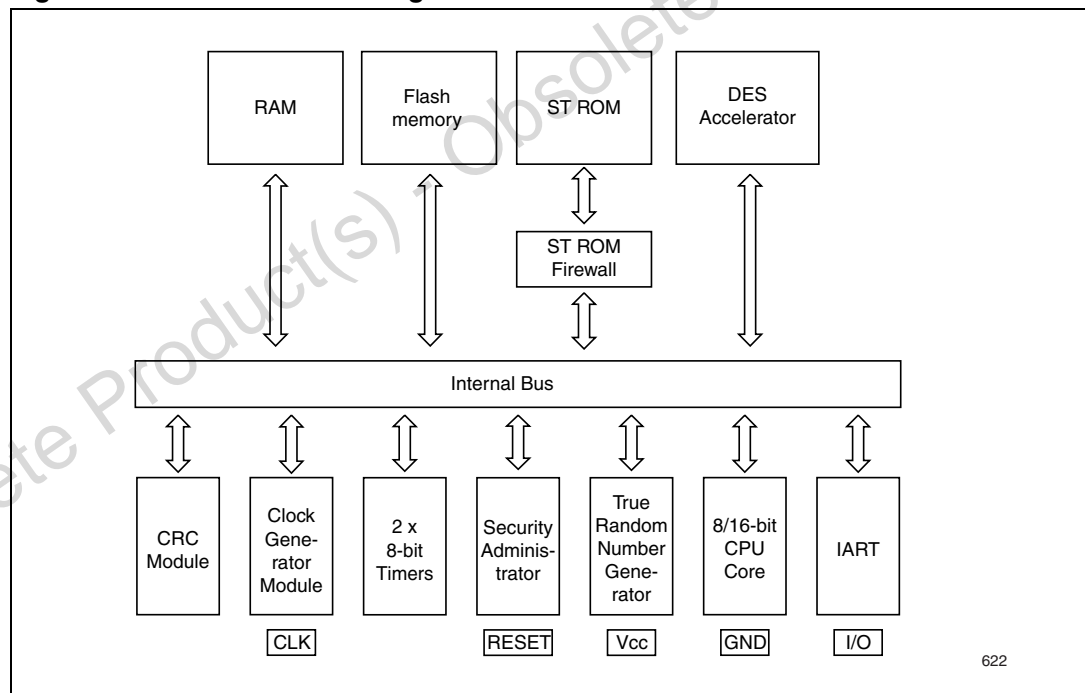 RAM
Flash
memory
ST ROM
DES
Accelerator
ST ROM
Firewall
Internal Bus
CRC
Module
Clock
Gene-
rator
Module
2 x
8-bit
Timers
Security
Adminis-
trator
True
Random
Number
Gene-
rator
8/16-bit
CPU
Core
IART
CLK
RESET
Vcc
GND
I/O
622
Product(s) - Obsolete